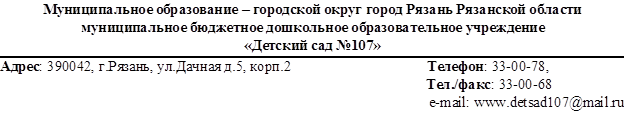 Муниципальное образование – городской округ город Рязань Рязанской области
муниципальное бюджетное дошкольное образовательное учреждение
«Детский сад №107»
Адрес: 390042, г.Рязань, ул.Дачная д.5, корп.2 Телефон: 33-00-78,
Тел./факс: 33-00-68
e-mail: www.detsad107@mail.ru